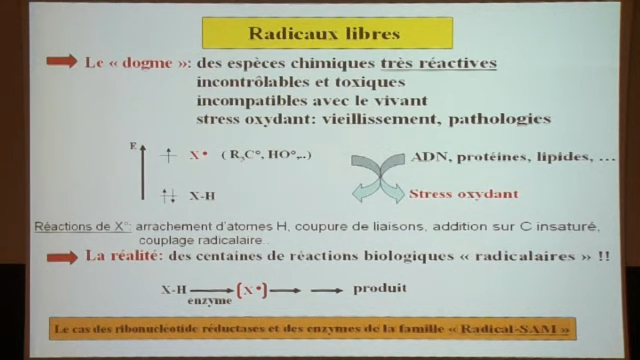 Radicaux libres
Le « dogme »: des espèces chimiques très réactives
incontrôlables et toxiques
incompatibles avec le vivant
stress oxydant: vieillissement, pathologies
E
X• ( R3C°, HO°,..)
ADN, protéines, lipides, …
X-H
Stress oxydant
Réactions de X°: arrachement d'atomes H, coupure de liaisons, addition sur C insaturé,
couplage radicalaire..
La réalité: des centaines de réactions biologiques « radicalaires » !!
X-H (X•) produit
enzyme
Le cas des ribonucléotide réductases et des enzymes de la famille « Radical-SAM »